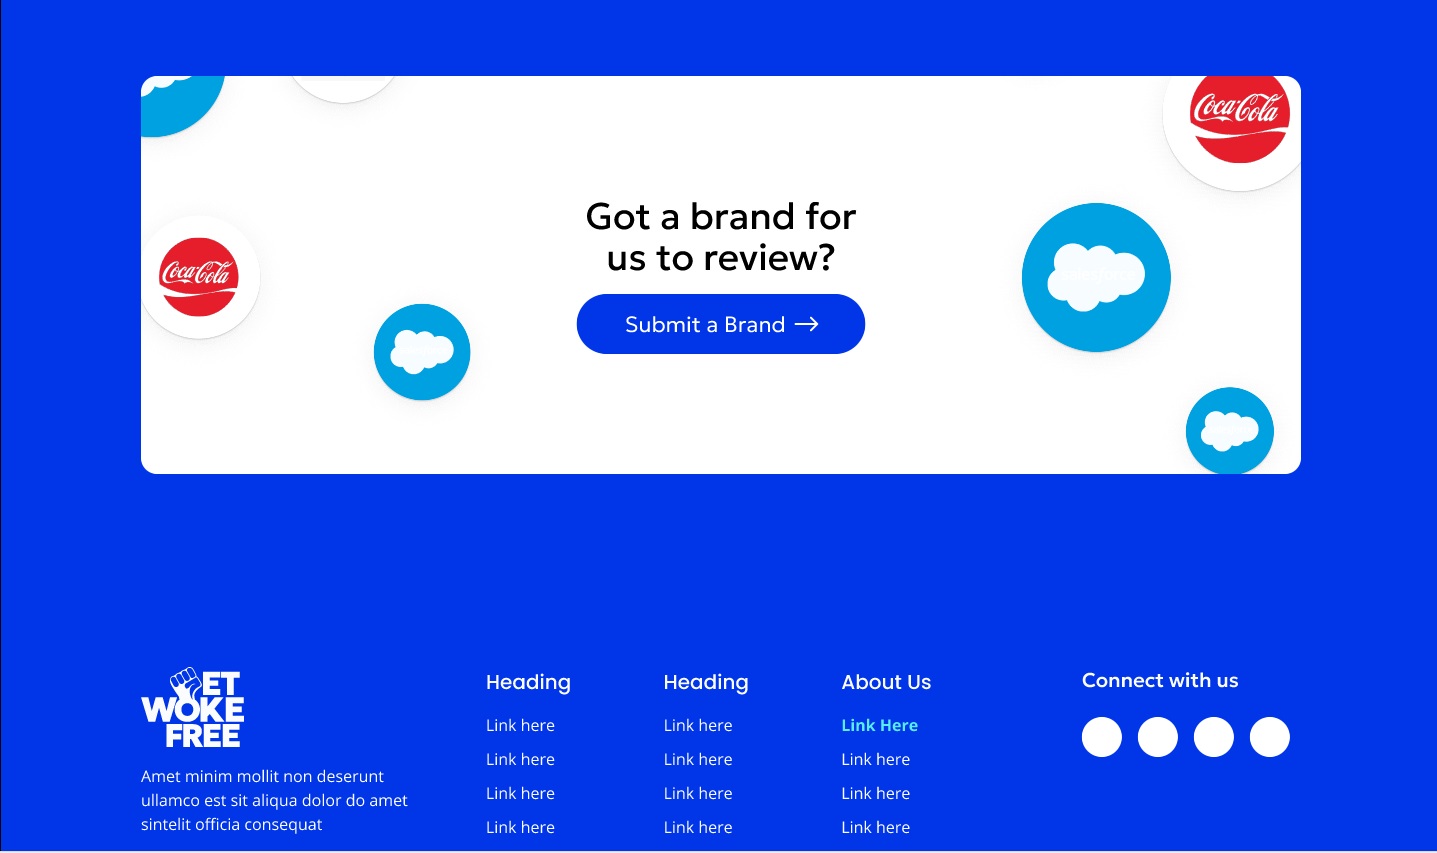 Coca-Cola
Got a brand for
us to review?
Submit a Brand →
Coca-Cola
salesforce
ET
WOKE
FREE
Amet minim mollit non deserunt
ullamco est sit aliqua dolor do amet
sintelit officia consequat
Heading
Link here
Link here
Link here
Link here
Heading
Link here
Link here
Link here
Link here
About Us
Link Here
Link here
Link here
Link here
Connect with us